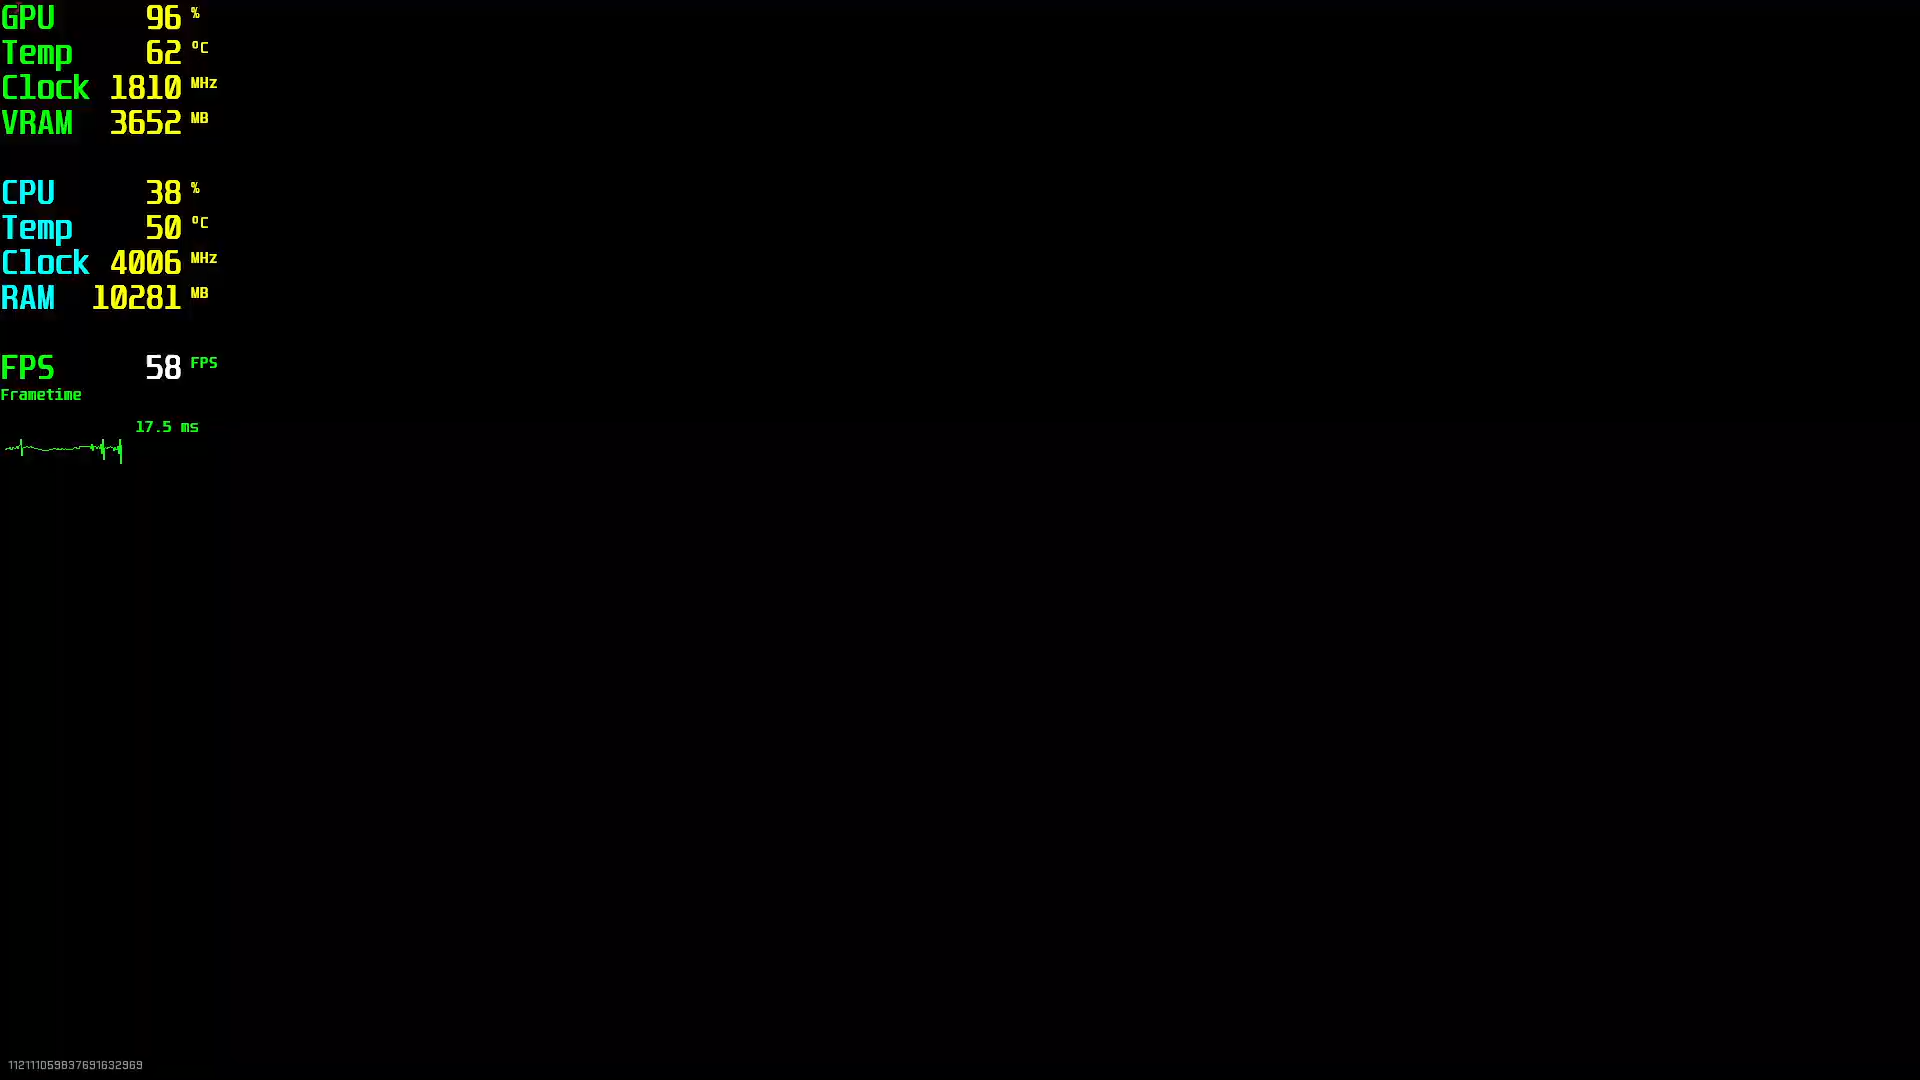 GPU 96 %
Temp 62 °C
Clock 1810 MHz
VRAM 3652 MB
CPU 38 %
Temp 50 °C
Clock 4006 MHz
RAM 10281 MB
FPS 58 FPS
Frametime
17.5 ms
112111059837691632969